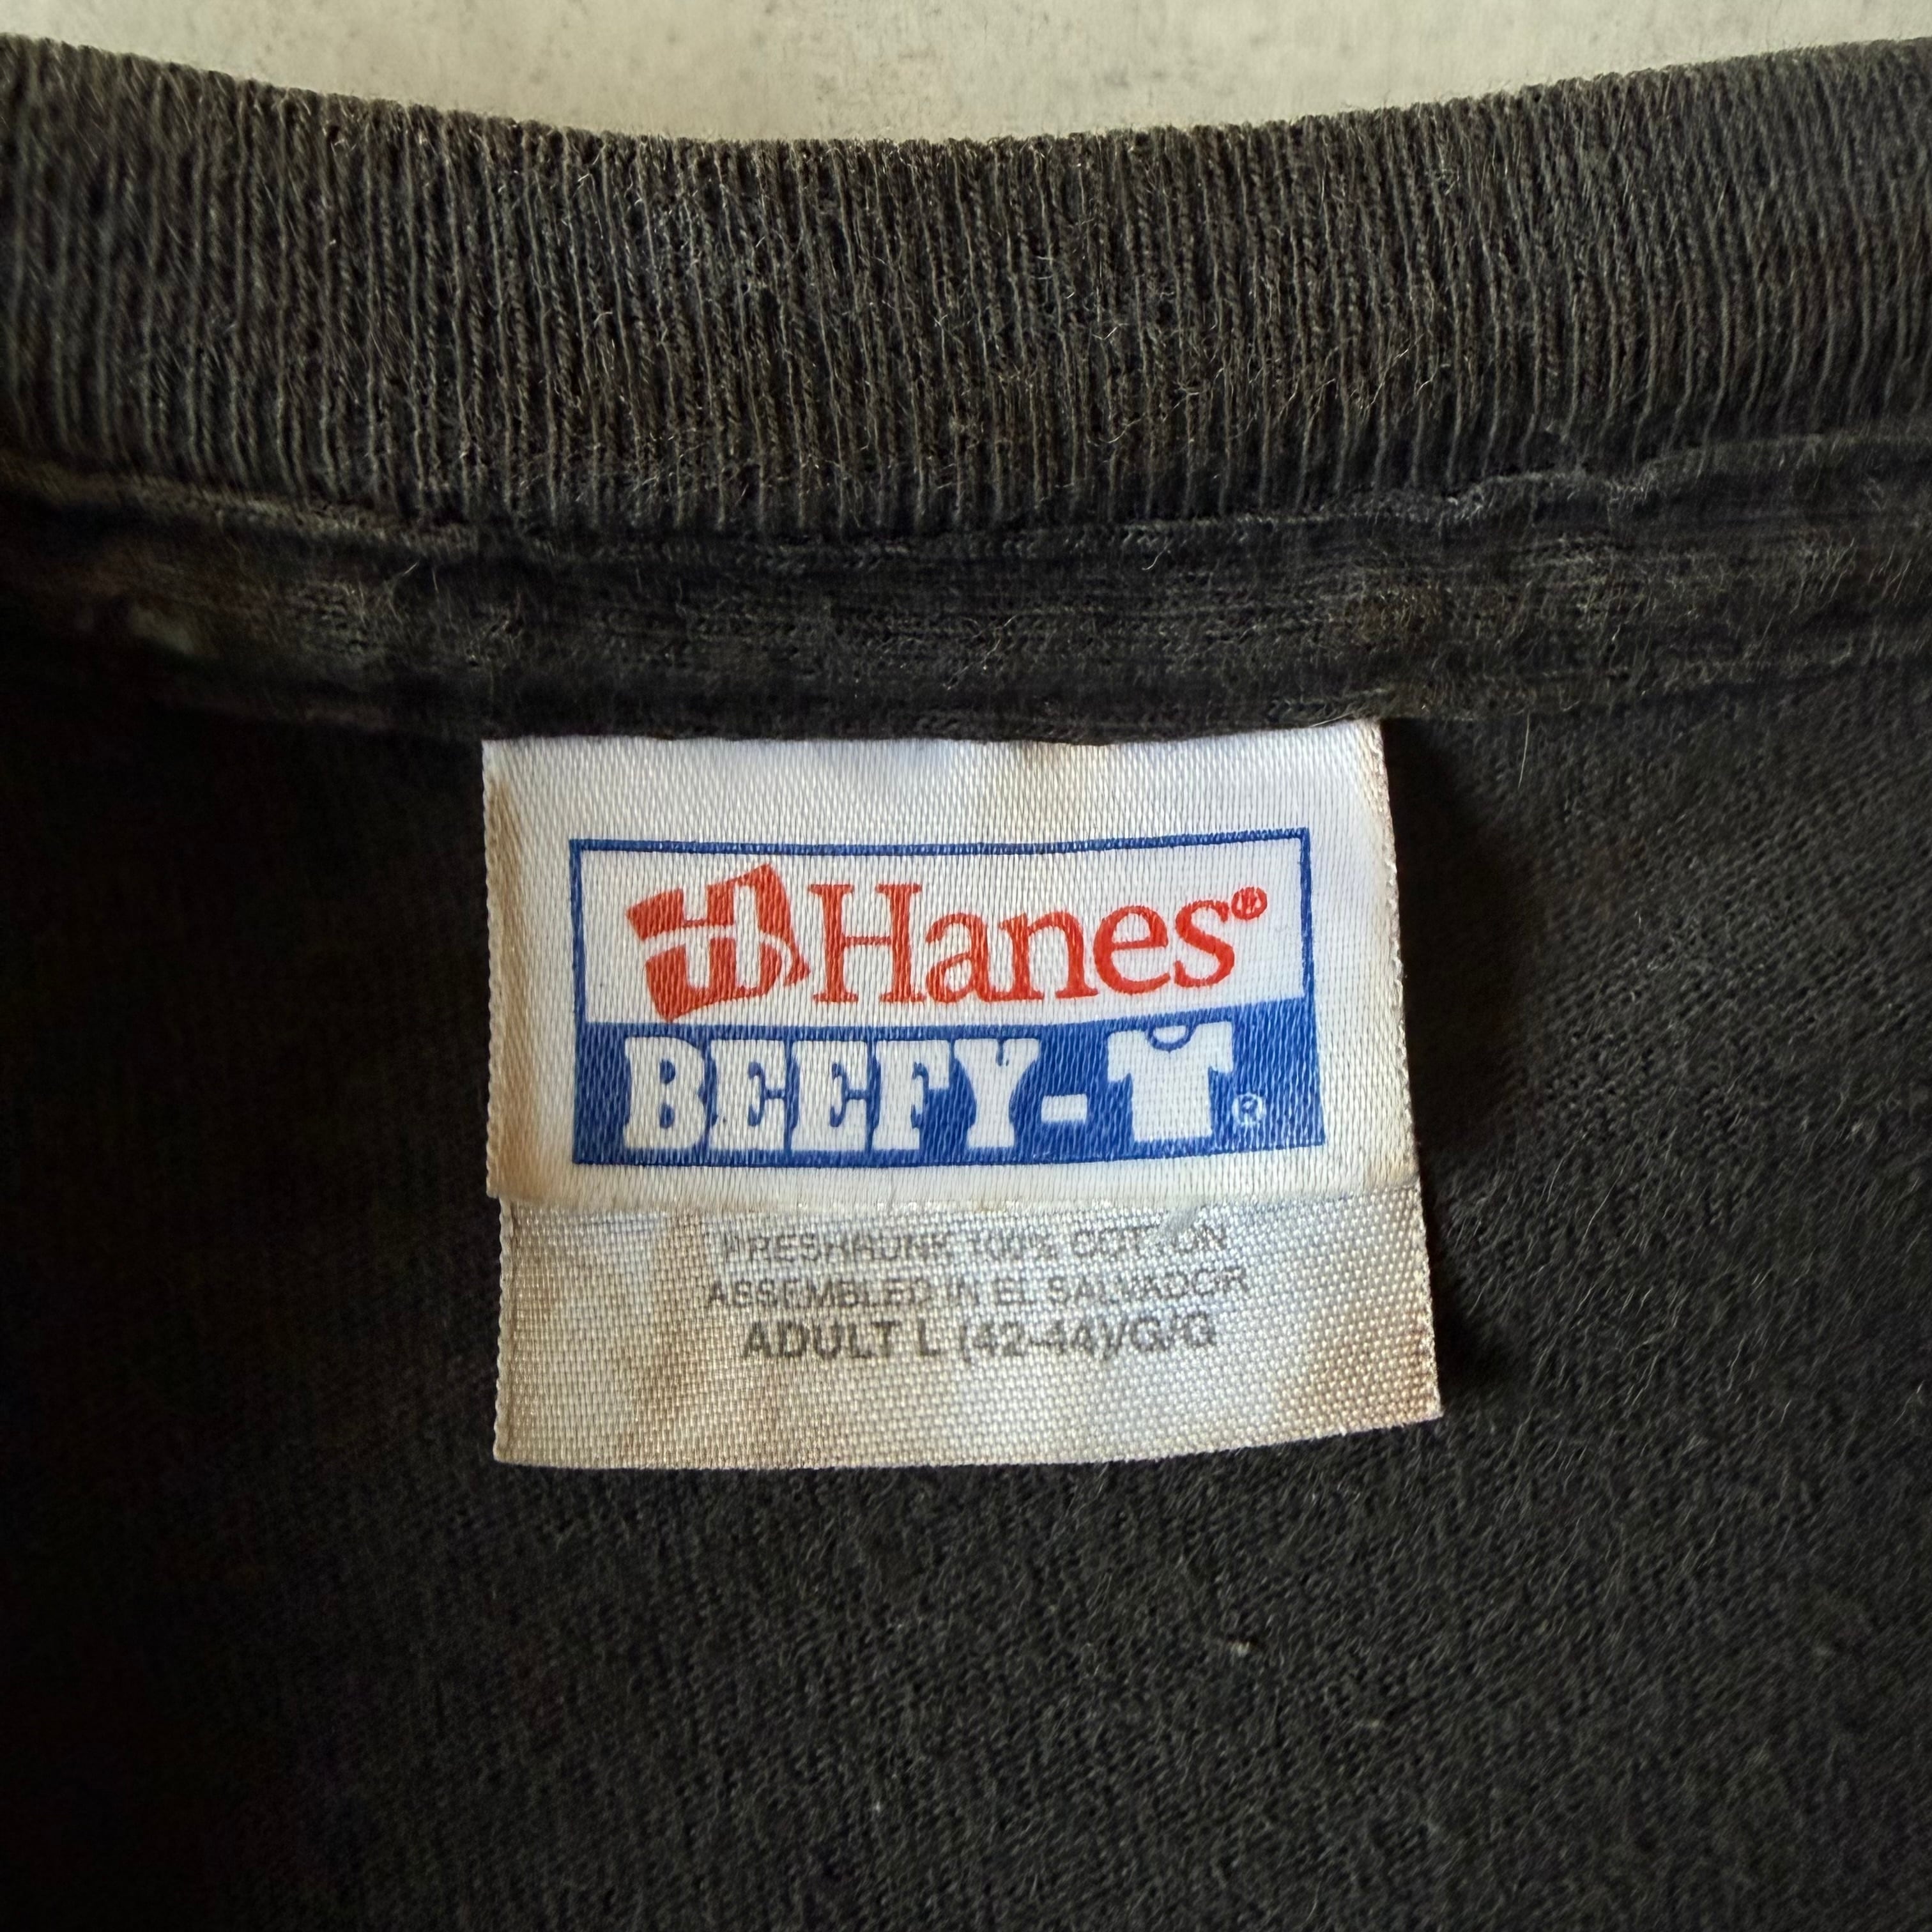 H Hanes®
BEEFY-T®
PRESHRUNK 100% COTTON
ASSEMBLED IN EL SALVADOR
ADULT L (42-44)/G/G